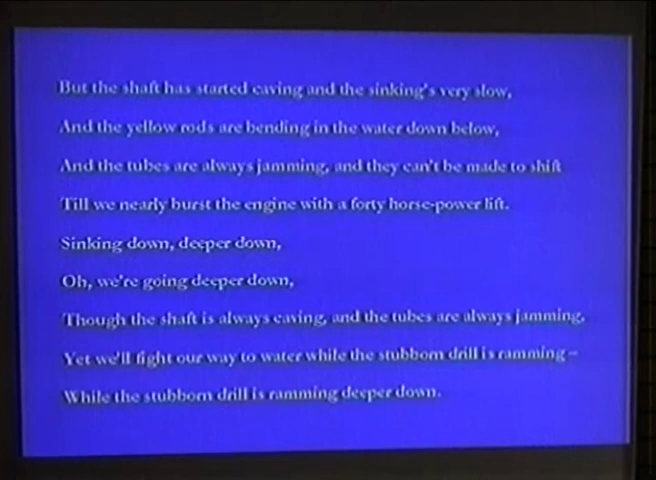 But the shaft has started caving and the sinking's very slow,
And the yellow rods are bending in the water down below,
And the tubes are always jamming, and they can't be made to shift
Till we nearly burst the engine with a forty horse-power lift.
Sinking down, deeper down,
Oh, we're going deeper down,
Though the shaft is always caving, and the tubes are always jamming,
Yet we'll fight our way to water while the stubborn drill is ramming –
While the stubborn drill is ramming deeper down.